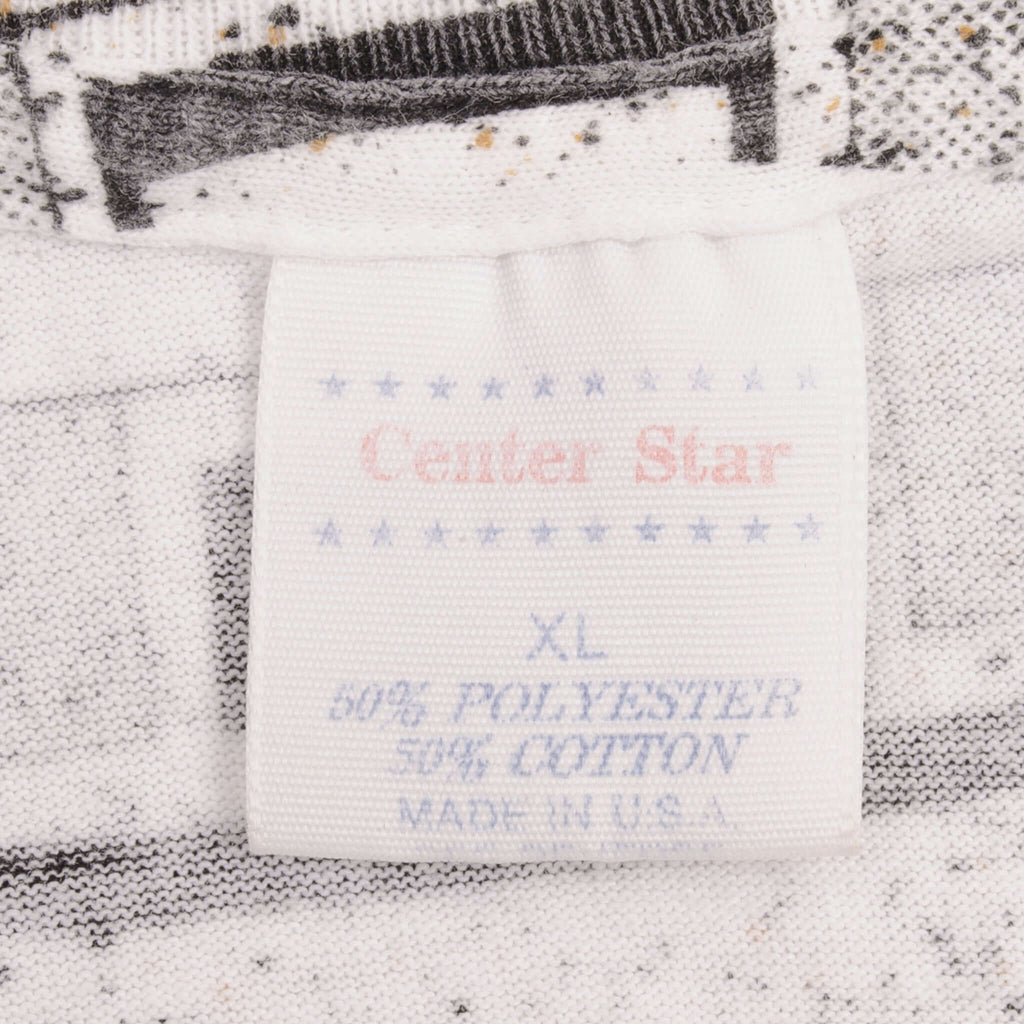 Center Star
XL
50% POLYESTER
50% COTTON
MADE IN U.S.A.